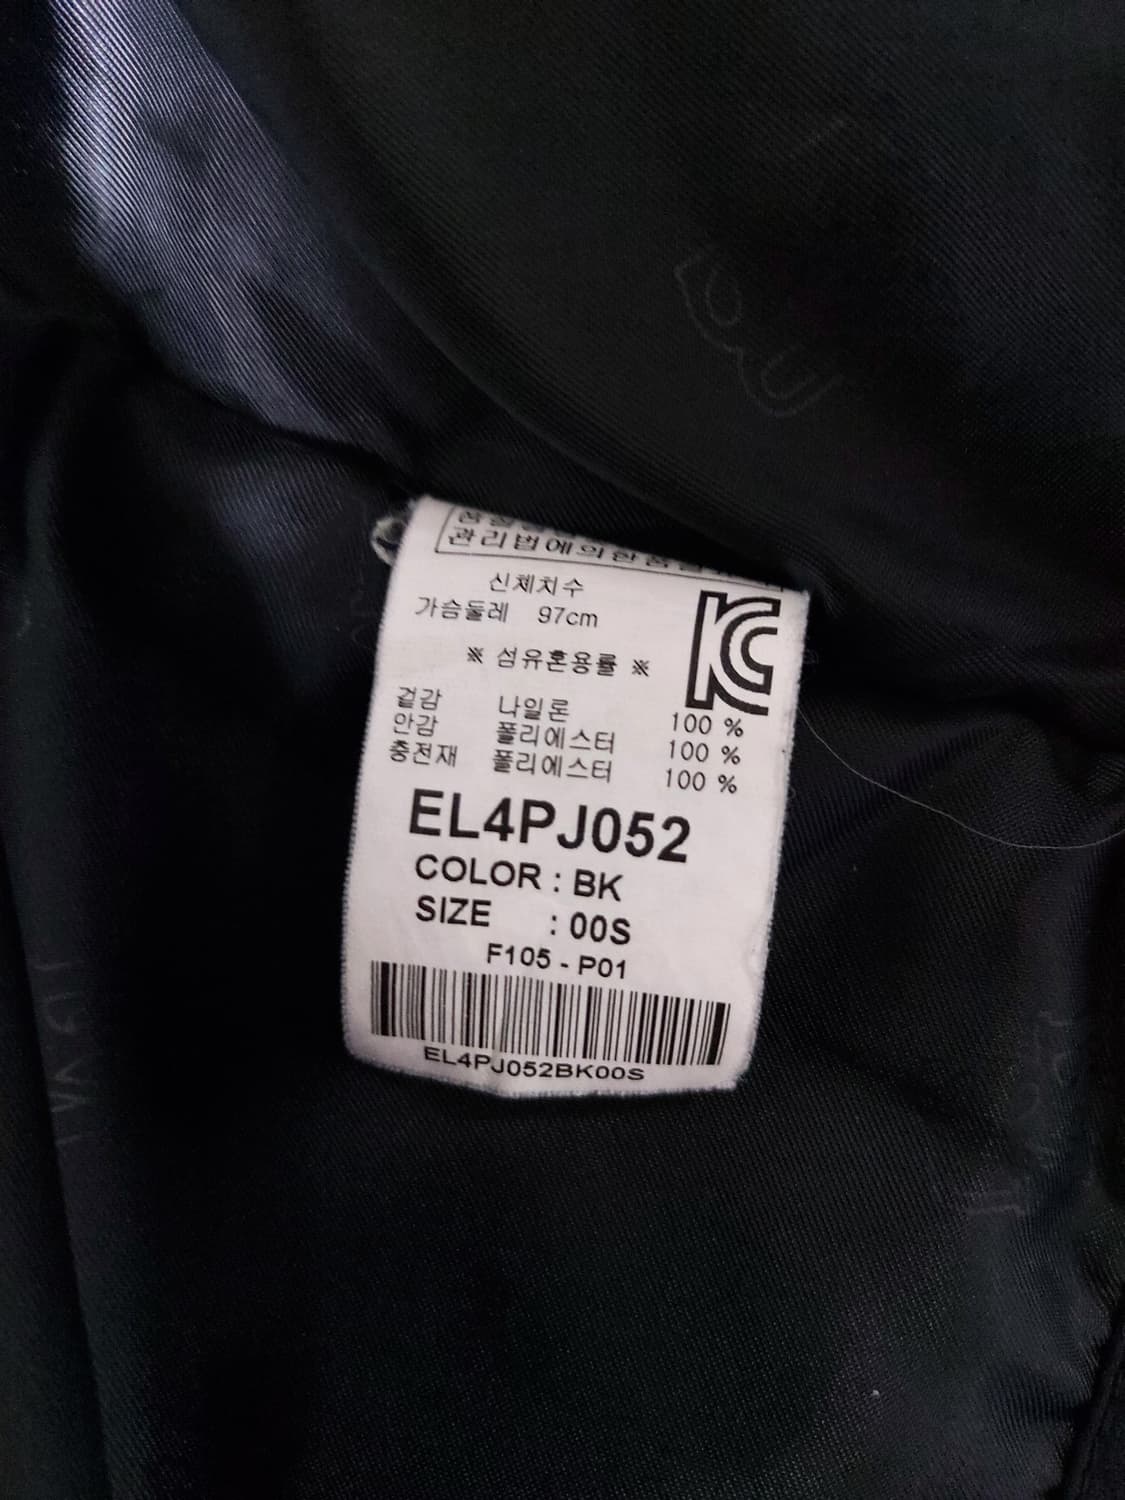 관리법에의한품
신체치수
가슴둘레 97cm
※ 섬유혼용률 ※
겉감 나일론 100 %
안감 폴리에스터 100 %
충전재 폴리에스터 100 %
EL4PJ052
COLOR : BK
SIZE : 00S
F105 - P01
EL4PJ052BK00S